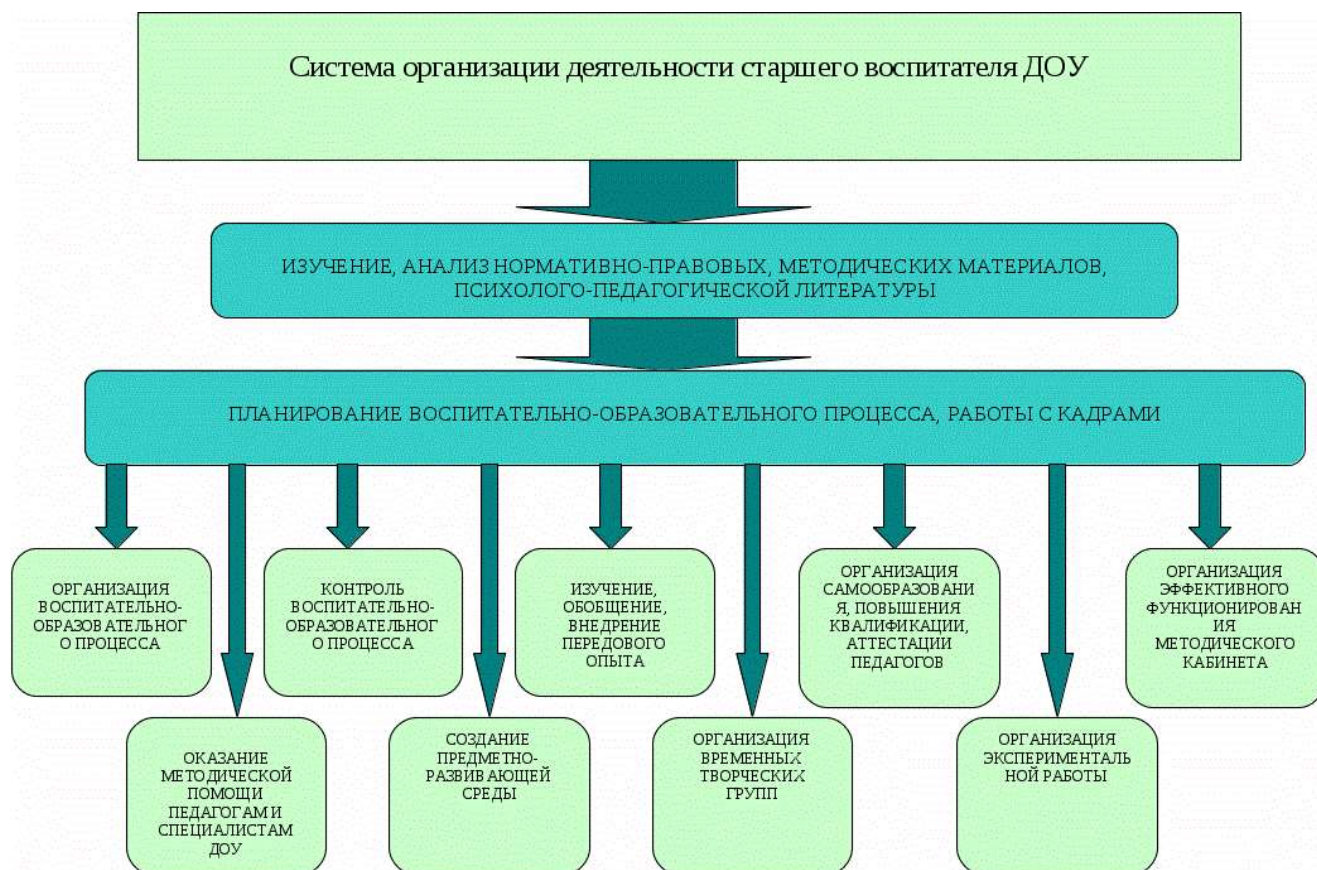 Система организации деятельности старшего воспитателя ДОУ
ИЗУЧЕНИЕ, АНАЛИЗ НОРМАТИВНО-ПРАВОВЫХ, МЕТОДИЧЕСКИХ МАТЕРИАЛОВ,
ПСИХОЛОГО-ПЕДАГОГИЧЕСКОЙ ЛИТЕРАТУРЫ
ПЛАНИРОВАНИЕ ВОСПИТАТЕЛЬНО-ОБРАЗОВАТЕЛЬНОГО ПРОЦЕССА, РАБОТЫ С КАДРАМИ
ОРГАНИЗАЦИЯ
ВОСПИТАТЕЛЬНО-
ОБРАЗОВАТЕЛЬНОГ
О ПРОЦЕССА
КОНТРОЛЬ
ВОСПИТАТЕЛЬНО-
ОБРАЗОВАТЕЛЬНОГ
О ПРОЦЕССА
ИЗУЧЕНИЕ,
ОБОБЩЕНИЕ,
ВНЕДРЕНИЕ
ПЕРЕДОВОГО
ОПЫТА
ОРГАНИЗАЦИЯ
САМООБРАЗОВАНИ
Я, ПОВЫШЕНИЯ
КВАЛИФИКАЦИИ,
АТТЕСТАЦИИ
ПЕДАГОГОВ
ОРГАНИЗАЦИЯ
ЭФФЕКТИВНОГО
ФУНКЦИОНИРОВАН
ИЯ
МЕТОДИЧЕСКОГО
КАБИНЕТА
ОКАЗАНИЕ
МЕТОДИЧЕСКОЙ
ПОМОЩИ
ПЕДАГОГАМ И
СПЕЦИАЛИСТАМ
ДОУ
СОЗДАНИЕ
ПРЕДМЕТНО-
РАЗВИВАЮЩЕЙ
СРЕДЫ
ОРГАНИЗАЦИЯ
ВРЕМЕННЫХ
ТВОРЧЕСКИХ
ГРУПП
ОРГАНИЗАЦИЯ
ЭКСПЕРИМЕНТАЛЬ
НОЙ РАБОТЫ